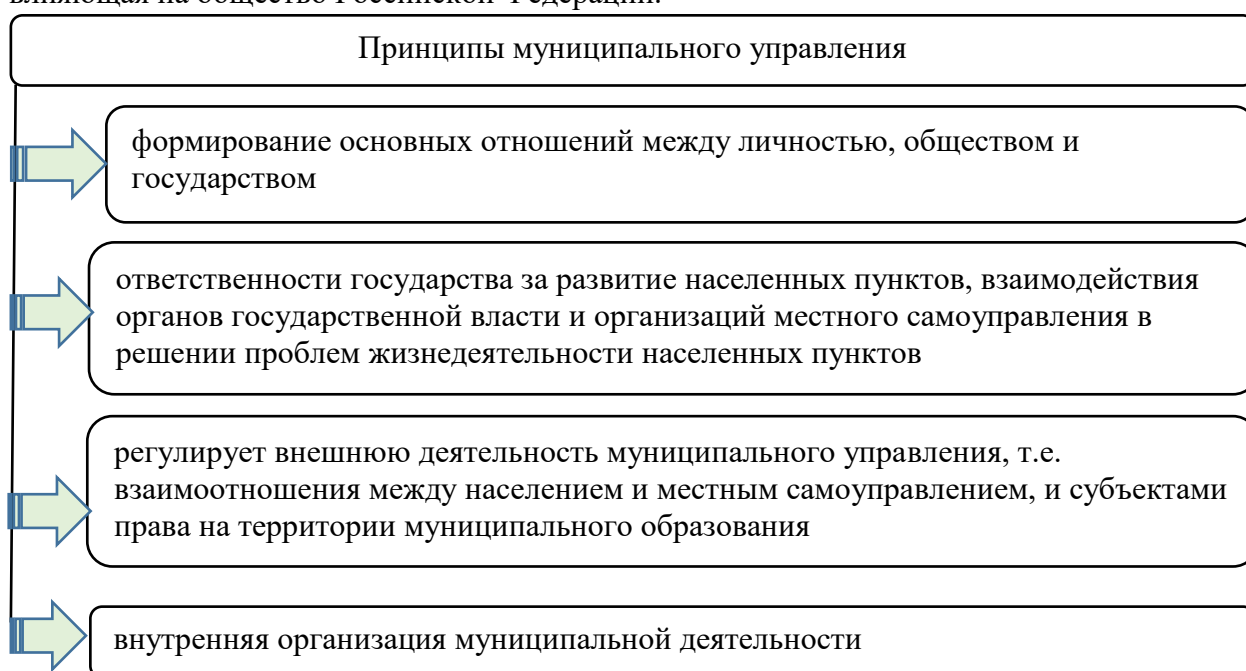 влияющая на общество Российской Федерации.
Принципы муниципального управления
формирование основных отношений между личностью, обществом и
государством
ответственности государства за развитие населенных пунктов, взаимодействия
органов государственной власти и организаций местного самоуправления в
решении проблем жизнедеятельности населенных пунктов
регулирует внешнюю деятельность муниципального управления, т.е.
взаимоотношения между населением и местным самоуправлением, и субъектами
права на территории муниципального образования
внутренняя организация муниципальной деятельности